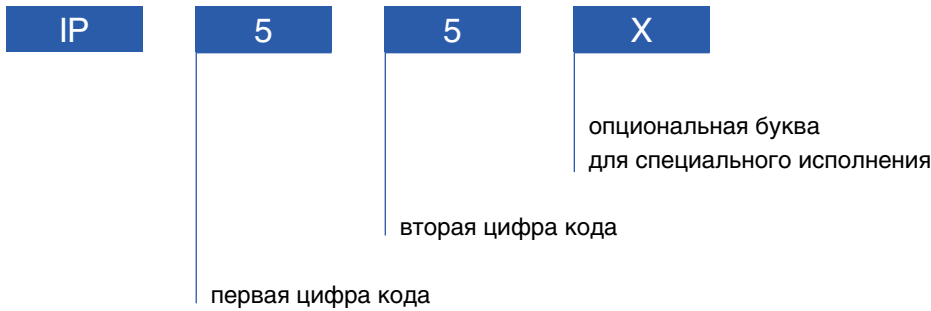 IP 5 5 X
опциональная буква
для специального исполнения
вторая цифра кода
первая цифра кода